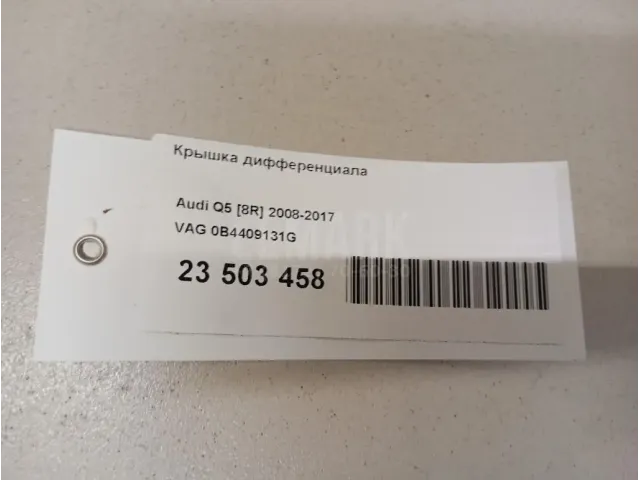 Крышка дифференциала
Audi Q5 [8R] 2008-2017
VAG 0B4409131G
23 503 458